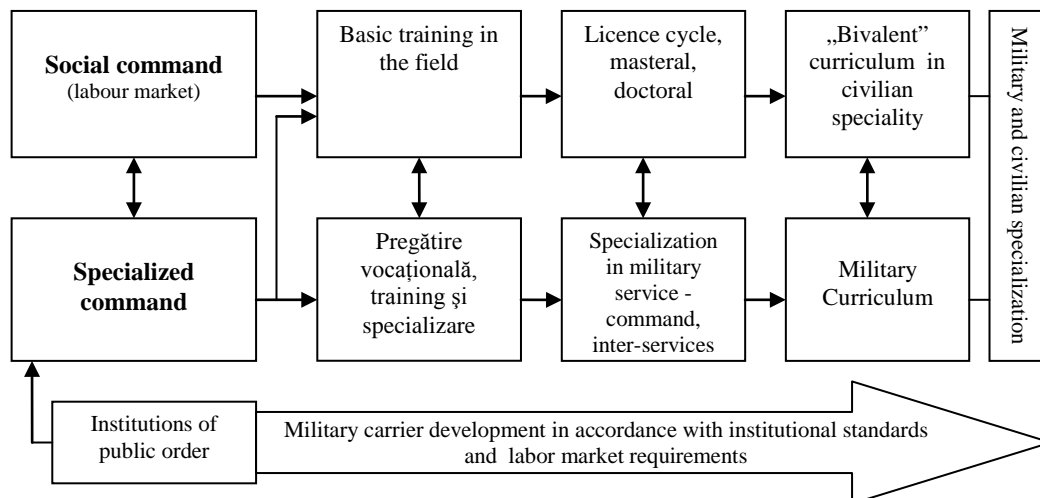 Social command
(labour market)
Basic training in
the field
Licence cycle,
masteral,
doctoral
„Bivalent”
curriculum in
civilian
speciality
Military and civilian specialization
Specialized
command
Pregătire
vocațională,
training şi
specializare
Specialization
in military
service -
command,
inter-services
Military
Curriculum
Institutions of
public order
Military carrier development in accordance with institutional standards
and labor market requirements